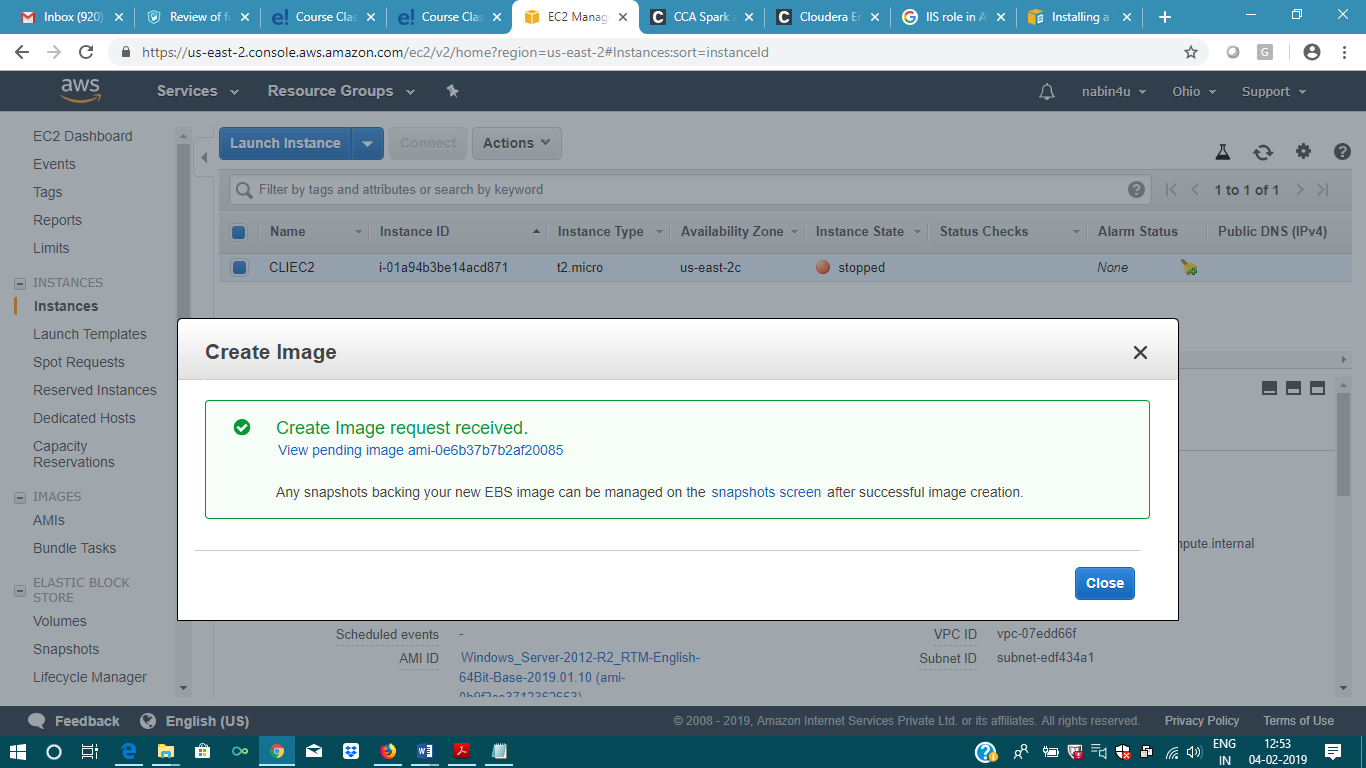 Inbox (920)
Review of fu
Course Clas
Course Clas
EC2 Manag
CCA Spark a
Cloudera En
IIS role in A
Installing a
https://us-east-2.console.aws.amazon.com/ec2/v2/home?region=us-east-2#Instances:sort=instanceId
aws Services Resource Groups nabin4u Ohio Support
EC2 Dashboard
Events
Tags
Reports
Limits
INSTANCES
Instances
Launch Templates
Spot Requests
Reserved Instances
Dedicated Hosts
Capacity
Reservations
IMAGES
AMIs
Bundle Tasks
ELASTIC BLOCK
STORE
Volumes
Snapshots
Lifecycle Manager
Launch Instance Connect Actions
Filter by tags and attributes or search by keyword 1 to 1 of 1
Name Instance ID Instance Type Availability Zone Instance State Status Checks Alarm Status Public DNS (IPv4)
CLIEC2 i-01a94b3be14acd871 t2.micro us-east-2c stopped None
Create Image
Create Image request received.
View pending image ami-0e6b37b7b2af20085
Any snapshots backing your new EBS image can be managed on the snapshots screen after successful image creation.
Close
npute.internal
Scheduled events - VPC ID vpc-07edd66f
AMI ID Windows_Server-2012-R2_RTM-English- Subnet ID subnet-edf434a1
64Bit-Base-2019.01.10 (ami-
Feedback English (US) © 2008 - 2019, Amazon Internet Services Private Ltd. or its affiliates. All rights reserved. Privacy Policy Terms of Use
ENG
IN
12:53
04-02-2019